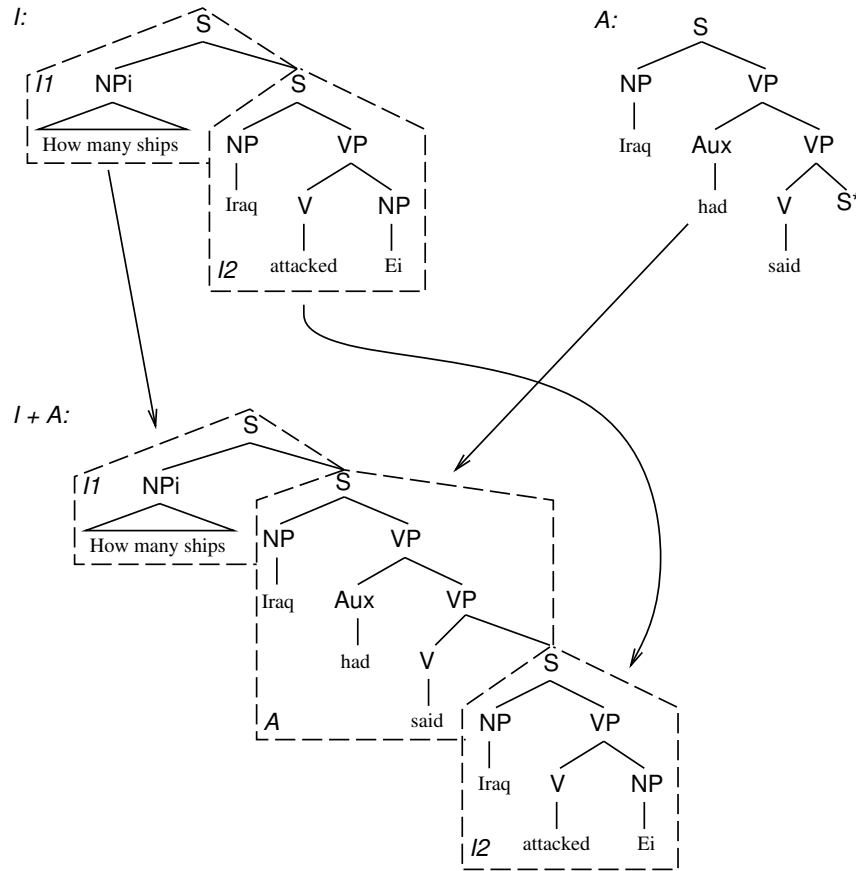 I: A:
S S
I1 NPi S NP VP
How many ships NP VP Iraq Aux VP
Iraq V NP had V S*
I2 attacked Ei said
I + A:
S
I1 NPi S
How many ships NP VP
Iraq Aux VP
had V S
A said NP VP
Iraq V NP
I2 attacked Ei